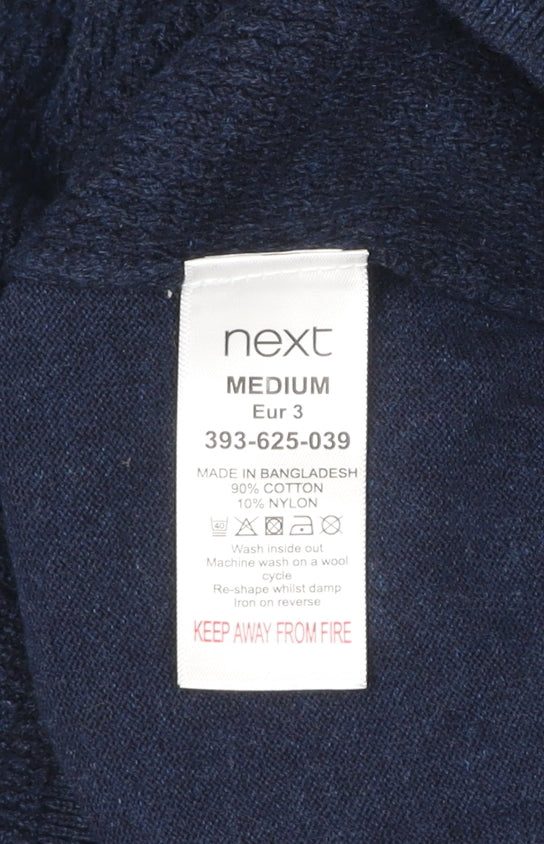 next
MEDIUM
Eur 3
393-625-039
MADE IN BANGLADESH
90% COTTON
10% NYLON
40
Wash inside out
Machine wash on a wool
cycle
Re-shape whilst damp
Iron on reverse
KEEP AWAY FROM FIRE